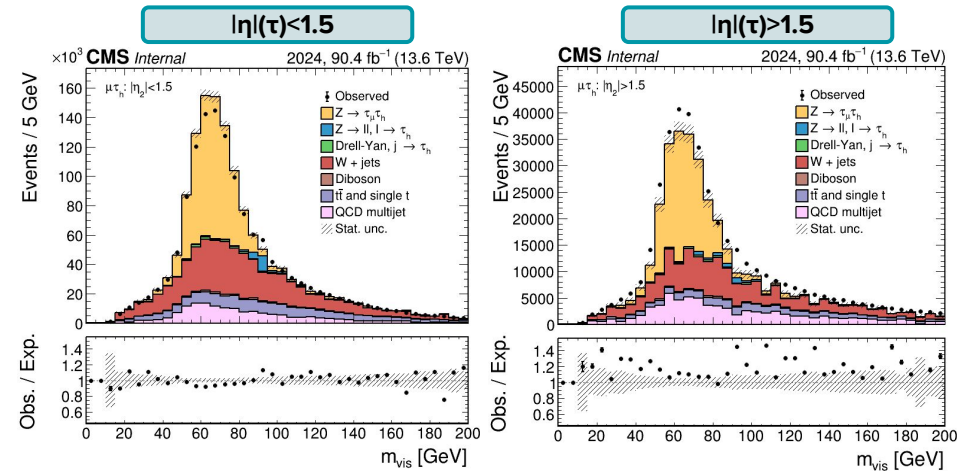 |η|(τ)<1.5
×10³ CMS Internal 2024, 90.4 fb⁻¹ (13.6 TeV)
μτₕ: |η₂|<1.5
Observed
Z → τμτₕ
Z → ll, l → τₕ
Drell-Yan, j → τₕ
W + jets
Diboson
tt̄ and single t
QCD multijet
Stat. unc.
Events / 5 GeV
160
140
120
100
80
60
40
20
0
Obs. / Exp.
1.4
1.2
1
0.8
0.6
0 20 40 60 80 100 120 140 160 180 200
mvis [GeV]
|η|(τ)>1.5
CMS Internal 2024, 90.4 fb⁻¹ (13.6 TeV)
μτₕ: |η₂|>1.5
Observed
Z → τμτₕ
Z → ll, l → τₕ
Drell-Yan, j → τₕ
W + jets
Diboson
tt̄ and single t
QCD multijet
Stat. unc.
Events / 5 GeV
45000
40000
35000
30000
25000
20000
15000
10000
5000
0
Obs. / Exp.
1.4
1.2
1
0.8
0.6
0 20 40 60 80 100 120 140 160 180 200
mvis [GeV]